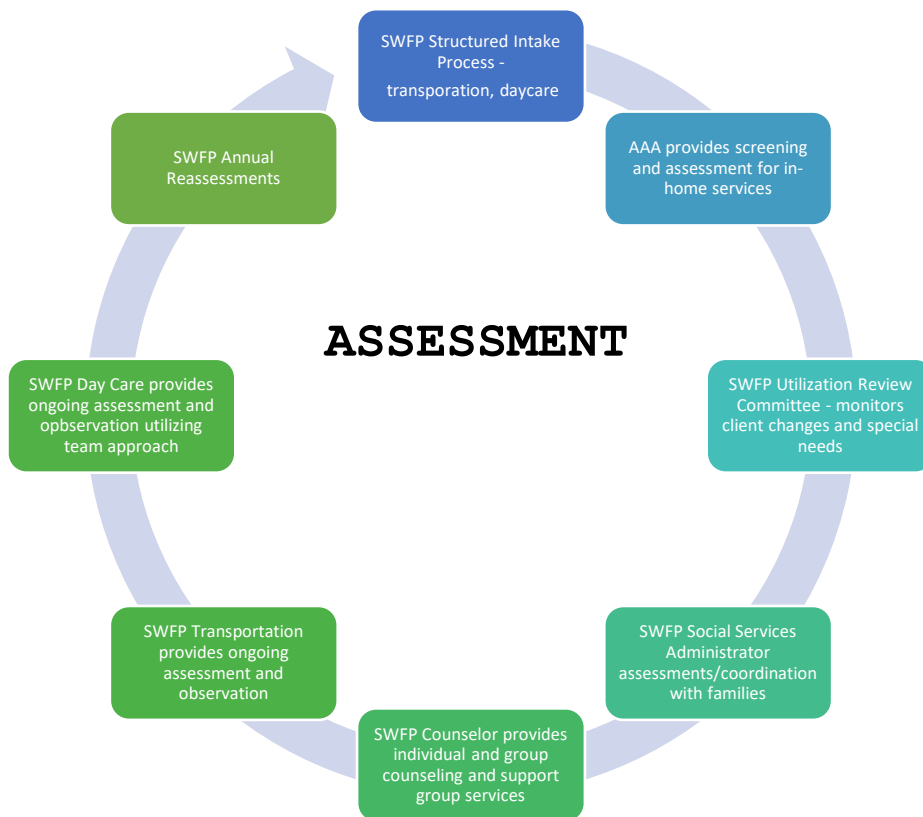 SWFP Structured Intake
Process -
transporation, daycare
AAA provides screening
and assessment for in-
home services
SWFP Utilization Review
Committee - monitors
client changes and special
needs
SWFP Social Services
Administrator
assessments/coordination
with families
SWFP Counselor provides
individual and group
counseling and support
group services
SWFP Transportation
provides ongoing
assessment and
observation
SWFP Day Care provides
ongoing assessment and
opbservation utilizing
team approach
SWFP Annual
Reassessments
ASSESSMENT